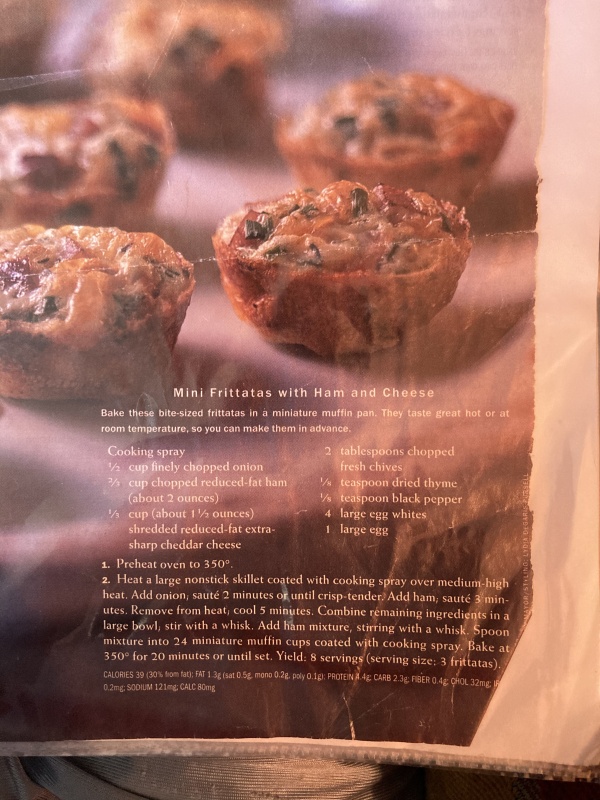 Mini Frittatas with Ham and Cheese
Bake these bite-sized frittatas in a miniature muffin pan. They taste great hot or at
room temperature, so you can make them in advance.
Cooking spray
½ cup finely chopped onion
⅔ cup chopped reduced-fat ham
(about 2 ounces)
⅓ cup (about 1½ ounces)
shredded reduced-fat extra-
sharp cheddar cheese
2 tablespoons chopped
fresh chives
⅛ teaspoon dried thyme
⅛ teaspoon black pepper
4 large egg whites
1 large egg
1. Preheat oven to 350°.
2. Heat a large nonstick skillet coated with cooking spray over medium-high
heat. Add onion; sauté 2 minutes or until crisp-tender. Add ham; sauté 3 min-
utes. Remove from heat; cool 5 minutes. Combine remaining ingredients in a
large bowl; stir with a whisk. Add ham mixture, stirring with a whisk. Spoon
mixture into 24 miniature muffin cups coated with cooking spray. Bake at
350° for 20 minutes or until set. Yield: 8 servings (serving size: 3 frittatas).
CALORIES 39 (30% from fat); FAT 1.3g (sat 0.5g, mono 0.2g, poly 0.1g); PROTEIN 4.4g; CARB 2.3g; FIBER 0.4g; CHOL 32mg;
0.2mg; SODIUM 121mg; CALC 80mg
STYLING: LYDIA